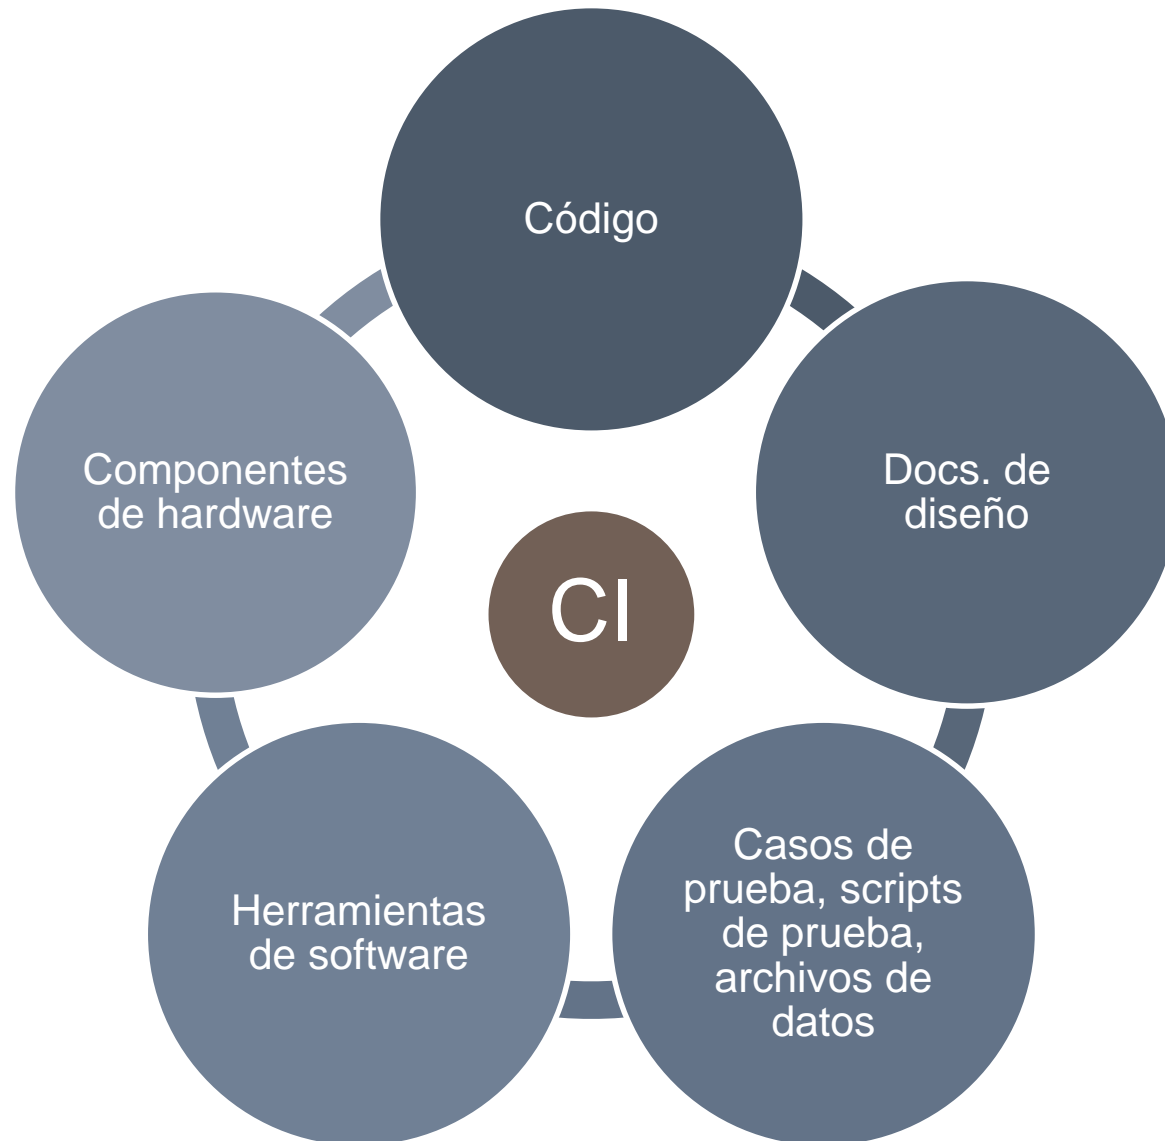 Código
Componentes
de hardware
Docs. de
diseño
CI
Herramientas
de software
Casos de
prueba, scripts
de prueba,
archivos de
datos